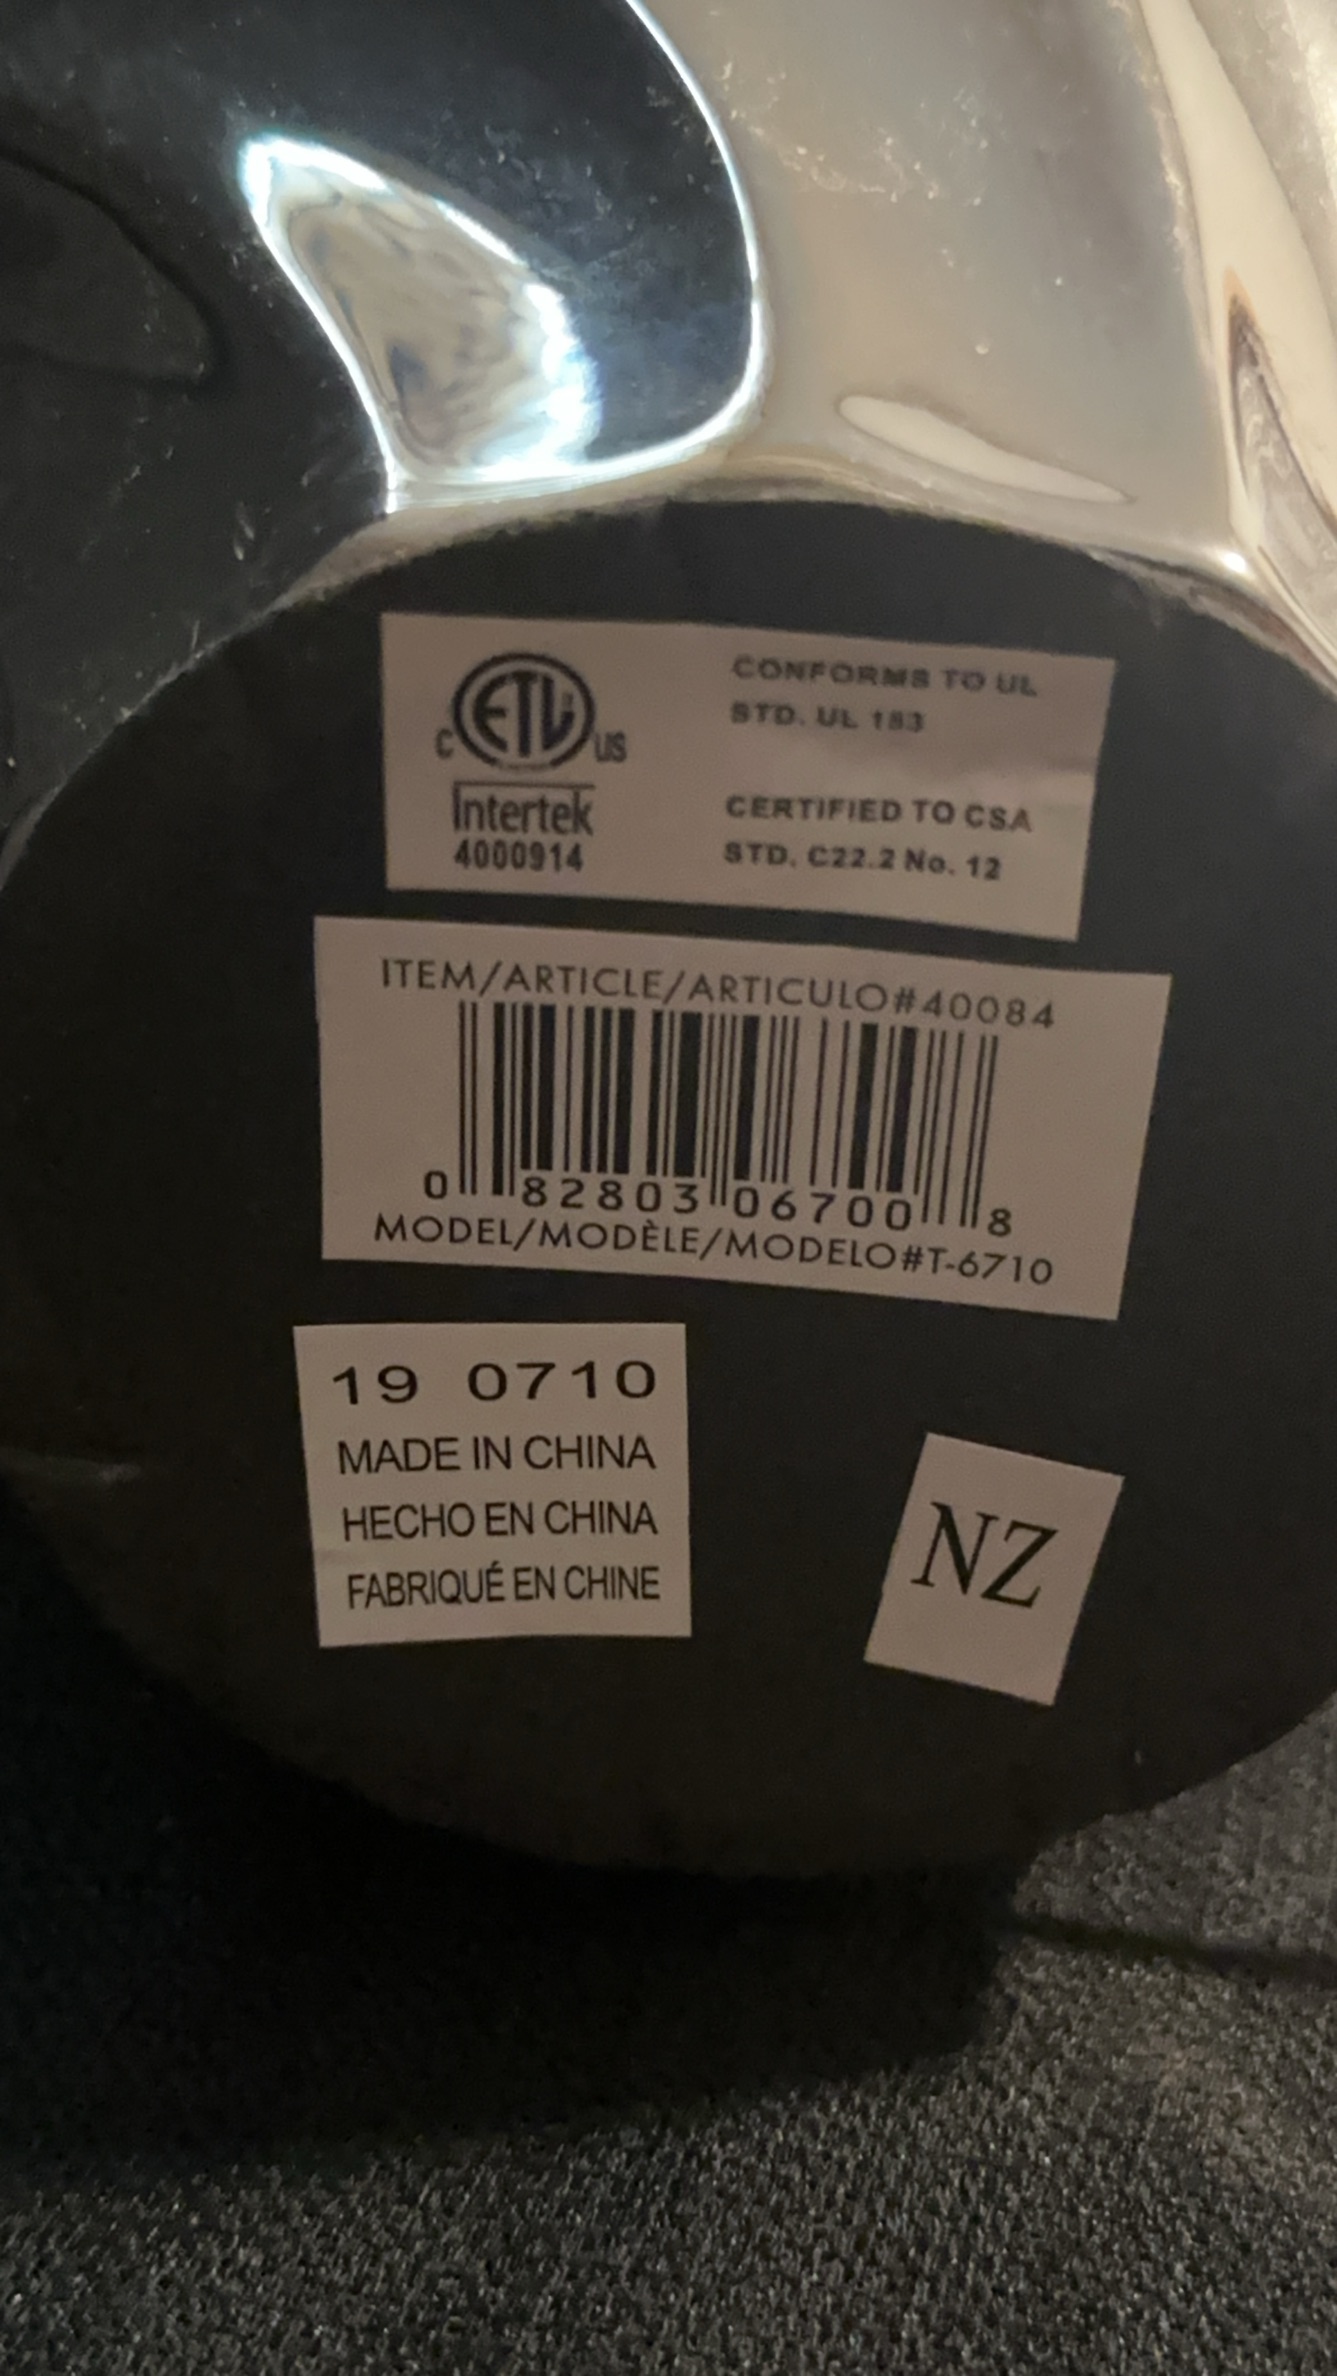 ETL
C US
Intertek
4000914
CONFORMS TO UL
STD. UL 153
CERTIFIED TO CSA
STD. C22.2 No. 12
ITEM/ARTICLE/ARTICULO#40084
0 82803 06700 8
MODEL/MODÈLE/MODELO#T-6710
19 0710
MADE IN CHINA
HECHO EN CHINA
FABRIQUÉ EN CHINE
NZ